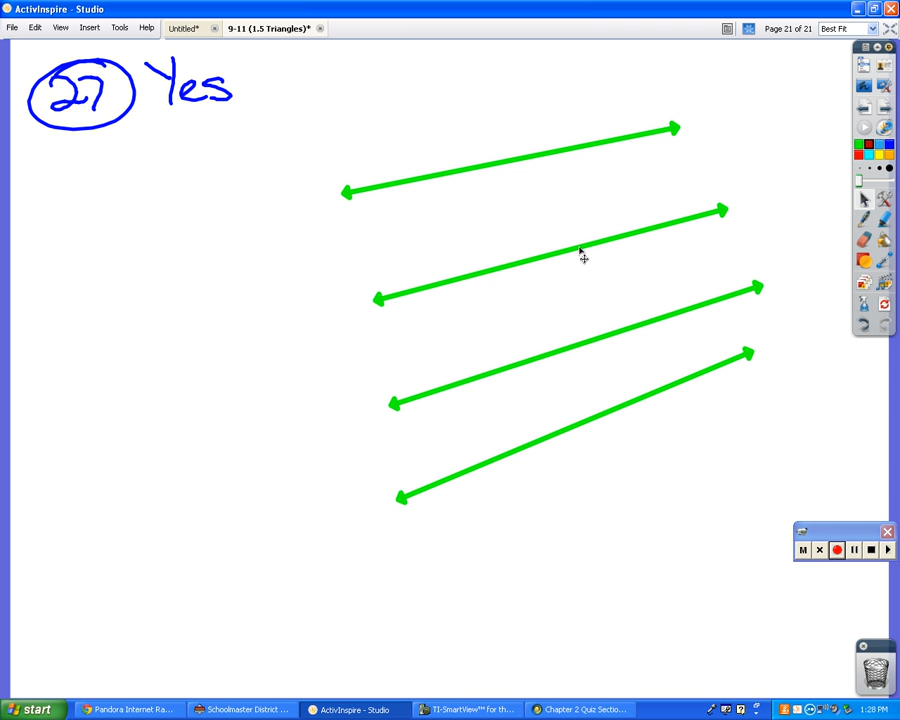 ActivInspire - Studio
File Edit View Insert Tools Help
Untitled* 9-11 (1.5 Triangles)* Page 21 of 21 Best Fit
27 Yes
M
start Pandora Internet Ra... Schoolmaster District ... ActivInspire - Studio TI-SmartView™ for th... Chapter 2 Quiz Sectio... 1:28 PM